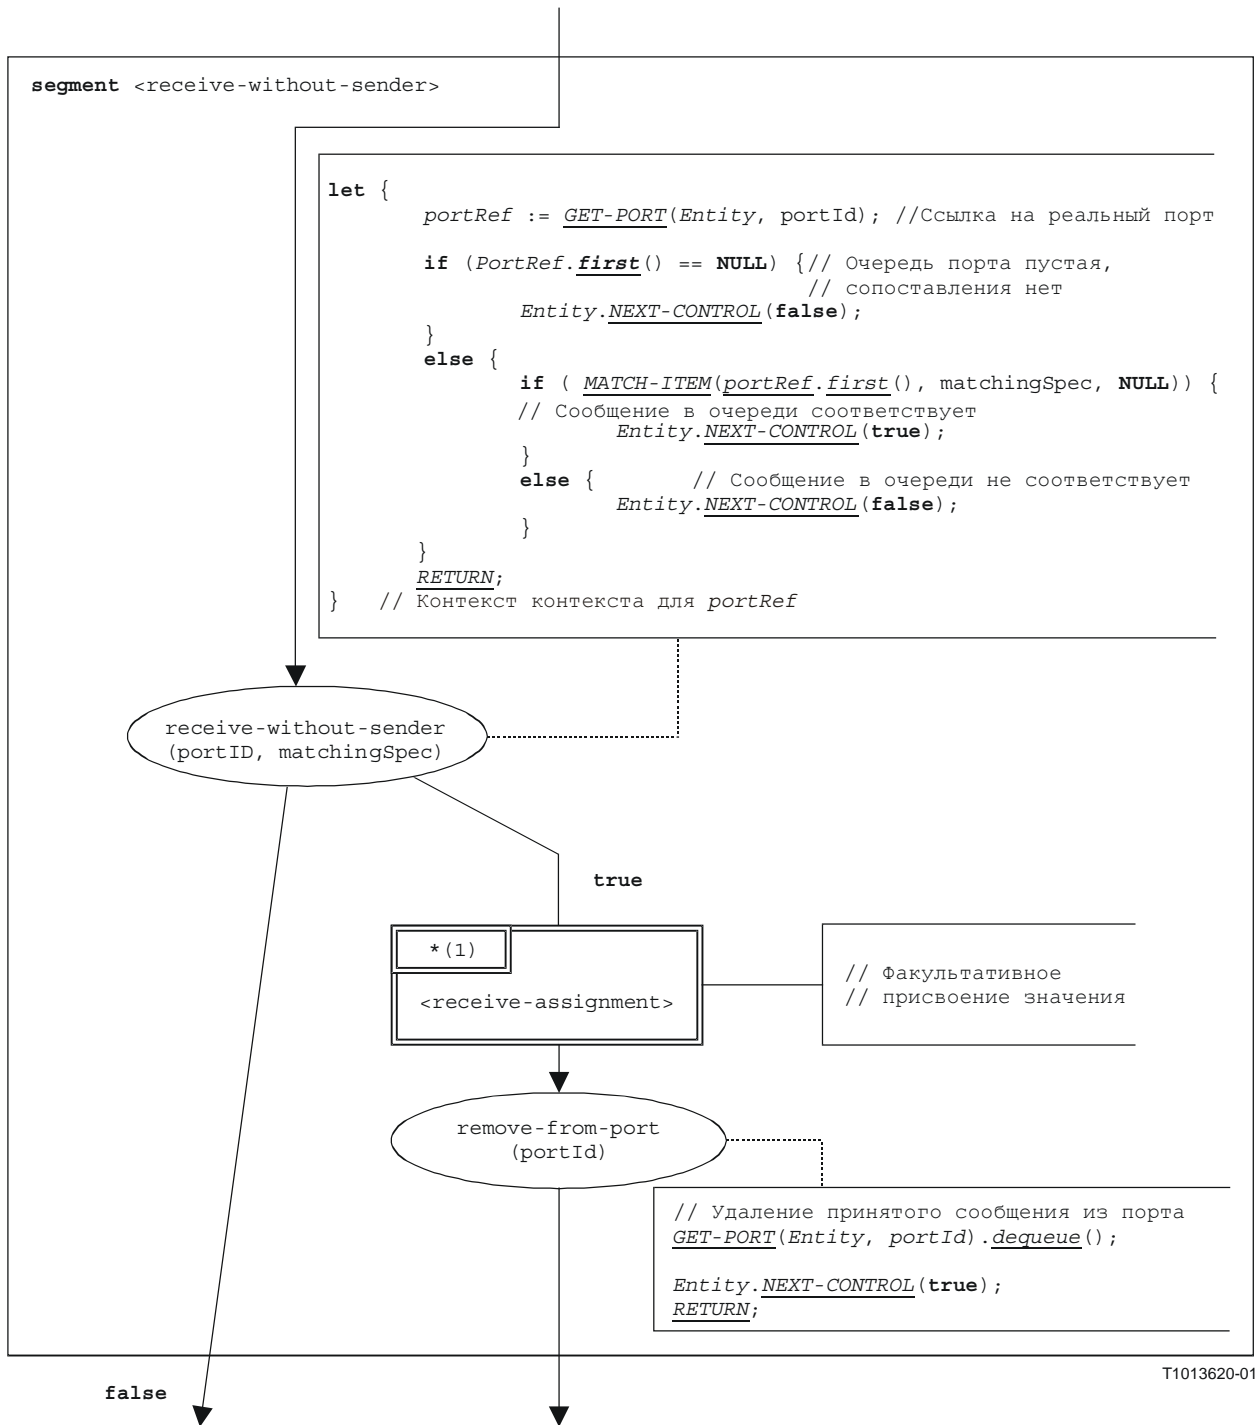 segment <receive-without-sender>
let {
portRef := GET-PORT(Entity, portId); //Ссылка на реальный порт
if (PortRef.first() == NULL) {// Очередь порта пустая,
// сопоставления нет
Entity.NEXT-CONTROL(false);
}
else {
if ( MATCH-ITEM(portRef.first(), matchingSpec, NULL)) {
// Сообщение в очереди соответствует
Entity.NEXT-CONTROL(true);
}
else { // Сообщение в очереди не соответствует
Entity.NEXT-CONTROL(false);
}
}
RETURN;
} // Контекст контекста для portRef
receive-without-sender
(portID, matchingSpec)
true
*(1)
<receive-assignment>
// Факультативное
// присвоение значения
remove-from-port
(portId)
// Удаление принятого сообщения из порта
GET-PORT(Entity, portId).dequeue();
Entity.NEXT-CONTROL(true);
RETURN;
T1013620-01
false